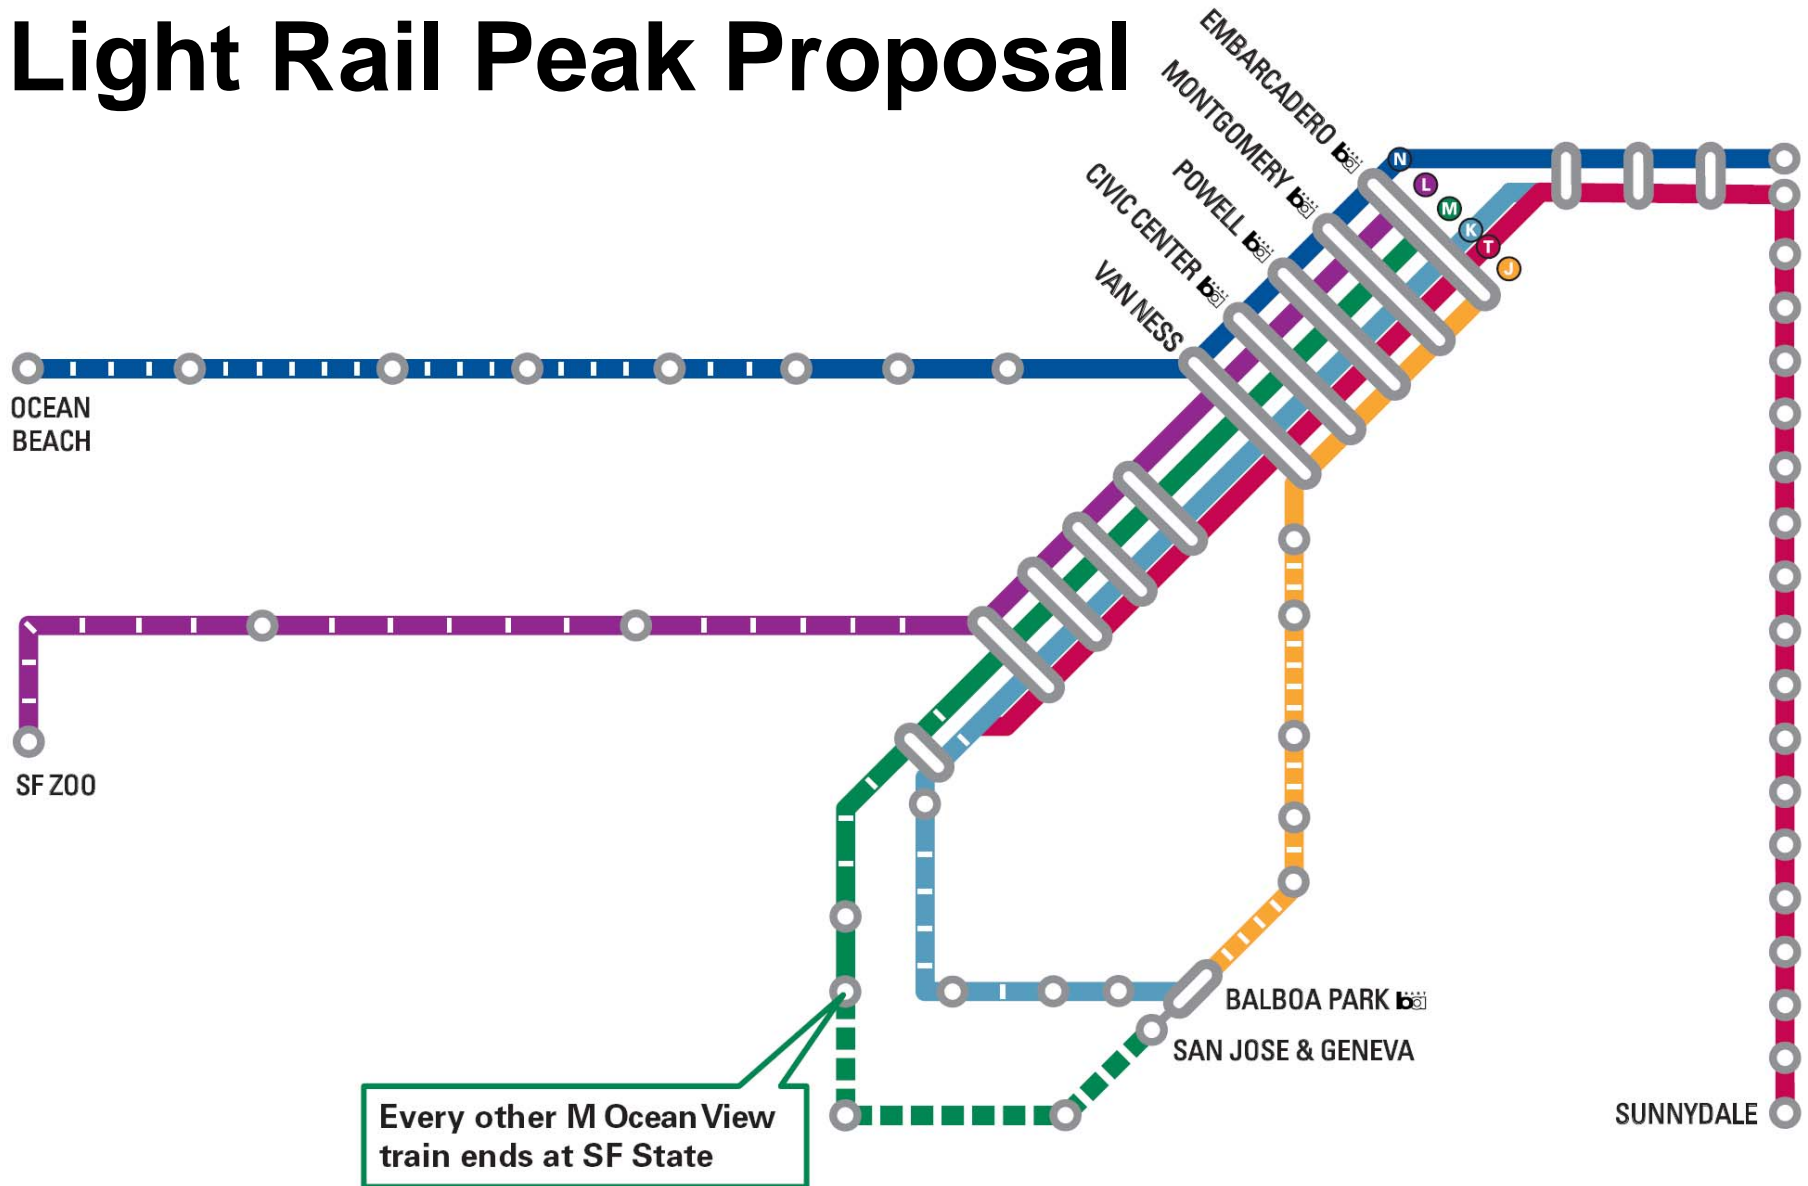 Light Rail Peak Proposal
EMBARCADERO
MONTGOMERY
POWELL
CIVIC CENTER
VAN NESS
N
L
M
K
T
J
OCEAN
BEACH
SF ZOO
BALBOA PARK
SAN JOSE & GENEVA
SUNNYDALE
Every other M Ocean View
train ends at SF State